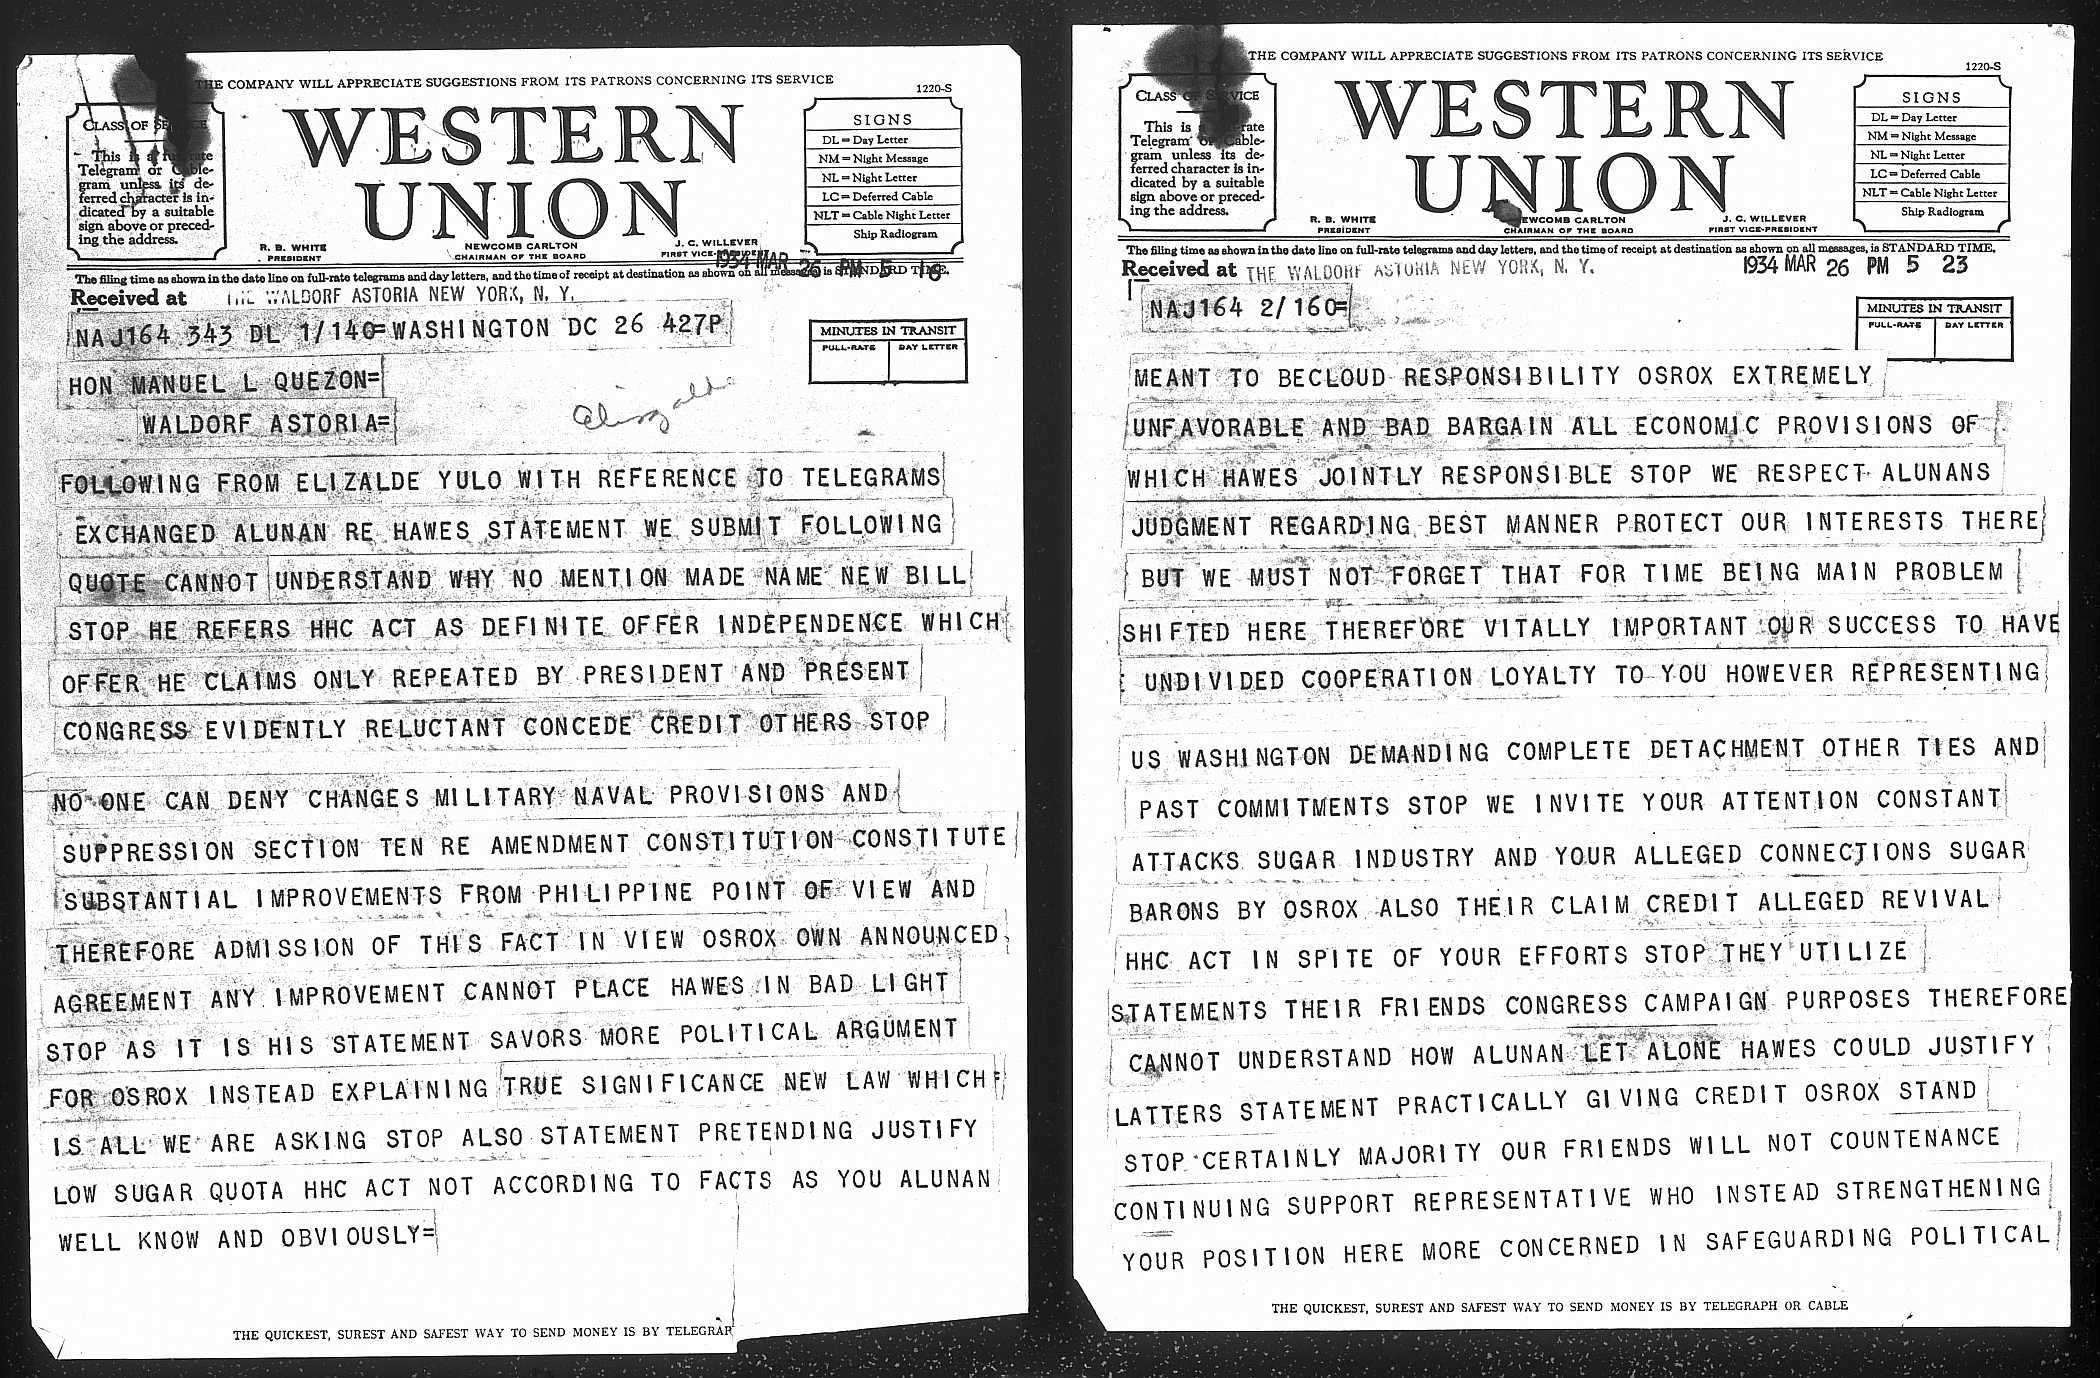 THE COMPANY WILL APPRECIATE SUGGESTIONS FROM ITS PATRONS CONCERNING ITS SERVICE
1220-S
CLASS OF SERVICE
This is a full-rate
Telegram or Cable-
gram unless its de-
ferred character is in-
dicated by a suitable
sign above or preced-
ing the address.
WESTERN
UNION
R. B. WHITE
PRESIDENT
NEWCOMB CARLTON
CHAIRMAN OF THE BOARD
J. C. WILLEVER
FIRST VICE-PRESIDENT
SIGNS
DL = Day Letter
NM = Night Message
NL = Night Letter
LC = Deferred Cable
NLT = Cable Night Letter
Ship Radiogram
The filing time as shown in the date line on full-rate telegrams and day letters, and the time of receipt at destination as shown on all messages, is STANDARD TIME.
1934 MAR 26 PM 5 16
Received at THE WALDORF ASTORIA NEW YORK, N. Y.
NAJ164 343 DL 1/140=WASHINGTON DC 26 427P
MINUTES IN TRANSIT
FULL-RATE DAY LETTER
HON MANUEL L QUEZON=
WALDORF ASTORIA=
Elizalde
FOLLOWING FROM ELIZALDE YULO WITH REFERENCE TO TELEGRAMS
EXCHANGED ALUNAN RE HAWES STATEMENT WE SUBMIT FOLLOWING
QUOTE CANNOT UNDERSTAND WHY NO MENTION MADE NAME NEW BILL
STOP HE REFERS HHC ACT AS DEFINITE OFFER INDEPENDENCE WHICH
OFFER HE CLAIMS ONLY REPEATED BY PRESIDENT AND PRESENT
CONGRESS EVIDENTLY RELUCTANT CONCEDE CREDIT OTHERS STOP
NO ONE CAN DENY CHANGES MILITARY NAVAL PROVISIONS AND
SUPPRESSION SECTION TEN RE AMENDMENT CONSTITUTION CONSTITUTE
SUBSTANTIAL IMPROVEMENTS FROM PHILIPPINE POINT OF VIEW AND
THEREFORE ADMISSION OF THIS FACT IN VIEW OSROX OWN ANNOUNCED
AGREEMENT ANY IMPROVEMENT CANNOT PLACE HAWES IN BAD LIGHT
STOP AS IT IS HIS STATEMENT SAVORS MORE POLITICAL ARGUMENT
FOR OSROX INSTEAD EXPLAINING TRUE SIGNIFICANCE NEW LAW WHICH
IS ALL WE ARE ASKING STOP ALSO STATEMENT PRETENDING JUSTIFY
LOW SUGAR QUOTA HHC ACT NOT ACCORDING TO FACTS AS YOU ALUNAN
WELL KNOW AND OBVIOUSLY=
THE QUICKEST, SUREST AND SAFEST WAY TO SEND MONEY IS BY TELEGRAP
THE COMPANY WILL APPRECIATE SUGGESTIONS FROM ITS PATRONS CONCERNING ITS SERVICE
1220-S
CLASS OF SERVICE
This is a full-rate
Telegram or Cable-
gram unless its de-
ferred character is in-
dicated by a suitable
sign above or preced-
ing the address.
WESTERN
UNION
R. B. WHITE
PRESIDENT
NEWCOMB CARLTON
CHAIRMAN OF THE BOARD
J. C. WILLEVER
FIRST VICE-PRESIDENT
SIGNS
DL = Day Letter
NM = Night Message
NL = Night Letter
LC = Deferred Cable
NLT = Cable Night Letter
Ship Radiogram
The filing time as shown in the date line on full-rate telegrams and day letters, and the time of receipt at destination as shown on all messages, is STANDARD TIME.
Received at THE WALDORF ASTORIA NEW YORK, N. Y. 1934 MAR 26 PM 5 23
NAJ164 2/160=
MINUTES IN TRANSIT
FULL-RATE DAY LETTER
MEANT TO BECLOUD RESPONSIBILITY OSROX EXTREMELY
UNFAVORABLE AND BAD BARGAIN ALL ECONOMIC PROVISIONS OF
WHICH HAWES JOINTLY RESPONSIBLE STOP WE RESPECT ALUNANS
JUDGMENT REGARDING BEST MANNER PROTECT OUR INTERESTS THERE
BUT WE MUST NOT FORGET THAT FOR TIME BEING MAIN PROBLEM
SHIFTED HERE THEREFORE VITALLY IMPORTANT OUR SUCCESS TO HAVE
UNDIVIDED COOPERATION LOYALTY TO YOU HOWEVER REPRESENTING
US WASHINGTON DEMANDING COMPLETE DETACHMENT OTHER TIES AND
PAST COMMITMENTS STOP WE INVITE YOUR ATTENTION CONSTANT
ATTACKS SUGAR INDUSTRY AND YOUR ALLEGED CONNECTIONS SUGAR
BARONS BY OSROX ALSO THEIR CLAIM CREDIT ALLEGED REVIVAL
HHC ACT IN SPITE OF YOUR EFFORTS STOP THEY UTILIZE
STATEMENTS THEIR FRIENDS CONGRESS CAMPAIGN PURPOSES THEREFORE
CANNOT UNDERSTAND HOW ALUNAN LET ALONE HAWES COULD JUSTIFY
LATTERS STATEMENT PRACTICALLY GIVING CREDIT OSROX STAND
STOP CERTAINLY MAJORITY OUR FRIENDS WILL NOT COUNTENANCE
CONTINUING SUPPORT REPRESENTATIVE WHO INSTEAD STRENGTHENING
YOUR POSITION HERE MORE CONCERNED IN SAFEGUARDING POLITICAL
THE QUICKEST, SUREST AND SAFEST WAY TO SEND MONEY IS BY TELEGRAPH OR CABLE